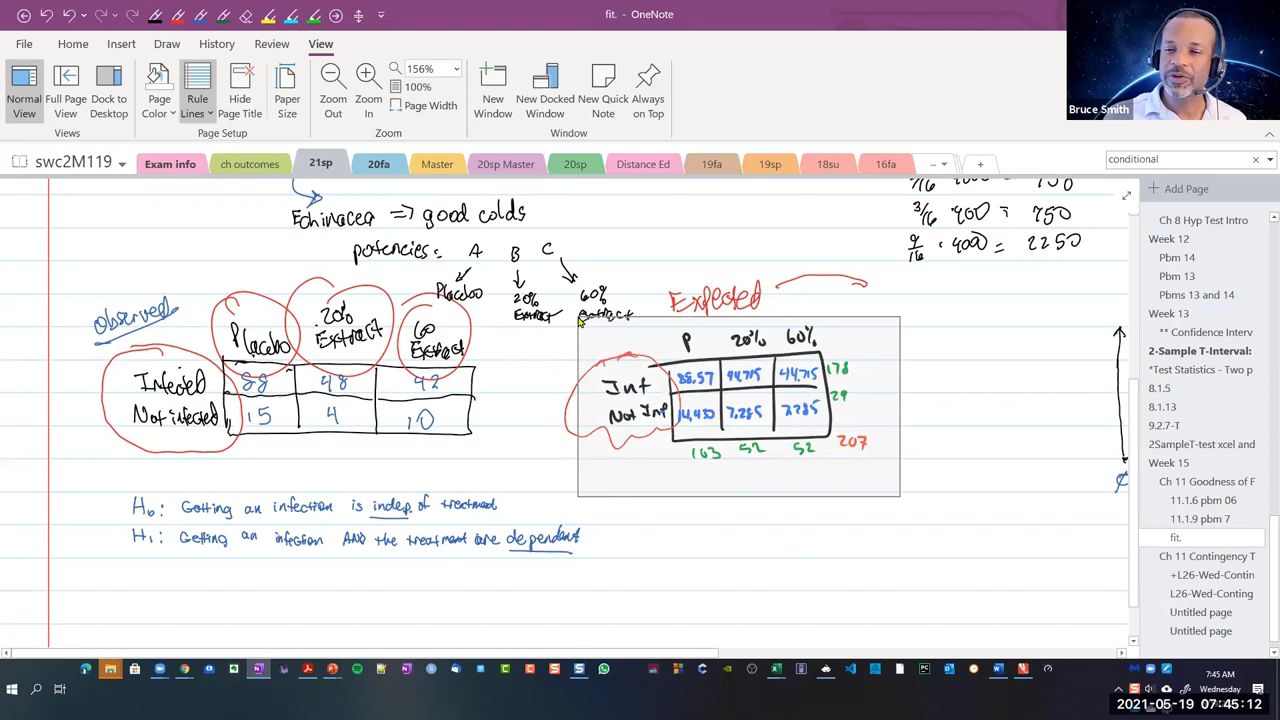 fit. - OneNote
File Home Insert Draw History Review View
Normal View
Full Page View
Dock to Desktop
Page Color
Rule Lines
Hide Page Title
Paper Size
Zoom Out
Zoom In
156%
100%
Page Width
New Window
New Docked Window
New Quick Note
Always on Top
Views
Page Setup
Zoom
Window
Bruce Smith
swc2M119
Exam info ch outcomes 21sp 20fa Master 20sp Master 20sp Distance Ed 19fa 19sp 18su 16fa ...
conditional
Add Page
Ch 8 Hyp Test Intro
Week 12
Pbm 14
Pbm 13
Pbms 13 and 14
Week 13
** Confidence Interv
2-Sample T-Interval:
*Test Statistics - Two p
8.1.5
8.1.13
9.2.7-T
2SampleT-test xcel and
Week 15
Ch 11 Goodness of F
11.1.6 pbm 06
11.1.9 pbm 7
fit.
Ch 11 Contingency T
+L26-Wed-Contin
L26-Wed-Conting
Untitled page
Untitled page
3/16 4000 = 750
9/16 · 4000 = 2250
Echinacea => good colds
potencies: A B C
Placebo
20% Extract
60% Extract
Observed
Placebo 20% Extract 60 Extract
Infected 88 48 42
Not infected 15 4 10
Expected
P 20% 60%
Inf 88.57 44.715 44.715 178
Not Inf 14.430 7.285 7.285 29
103 52 52 207
H0: Getting an infection is indep. of treatment
H1: Getting an infection AND the treatment are dependent
7:45 AM
Wednesday
2021-05-19 07:45:12